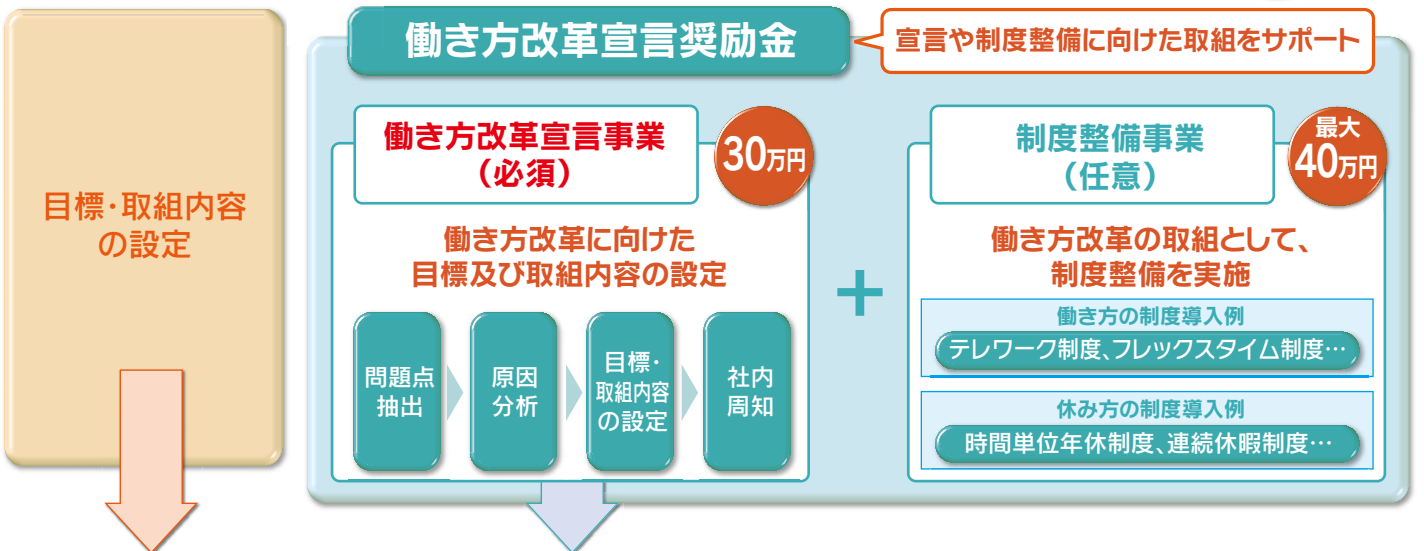 目標・取組内容
の設定
働き方改革宣言奨励金
宣言や制度整備に向けた取組をサポート
働き方改革宣言事業
(必須)
30万円
働き方改革に向けた
目標及び取組内容の設定
問題点
抽出
原因
分析
目標・
取組内容
の設定
社内
周知
＋
制度整備事業
(任意)
最大
40万円
働き方改革の取組として、
制度整備を実施
働き方の制度導入例
テレワーク制度、フレックスタイム制度…
休み方の制度導入例
時間単位年休制度、連続休暇制度…